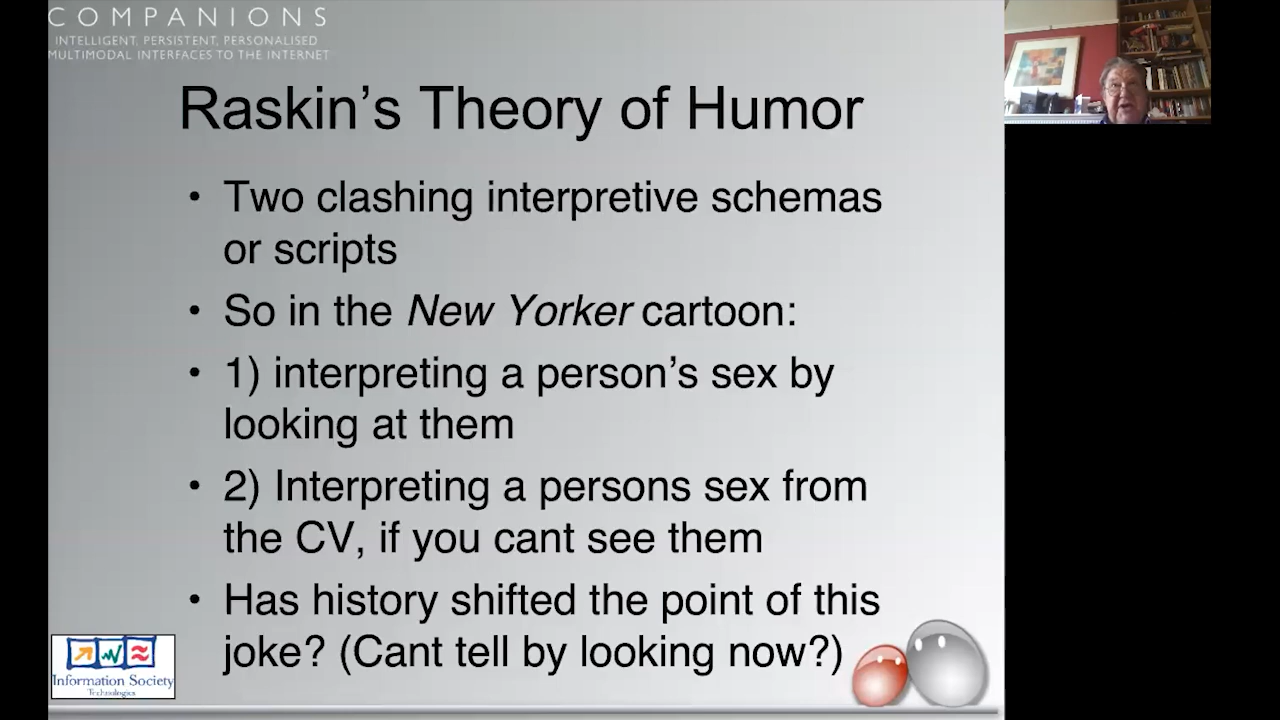 COMPANIONS
INTELLIGENT, PERSISTENT, PERSONALISED
MULTIMODAL INTERFACES TO THE INTERNET
Raskin’s Theory of Humor
• Two clashing interpretive schemas
or scripts
• So in the New Yorker cartoon:
• 1) interpreting a person’s sex by
looking at them
• 2) Interpreting a persons sex from
the CV, if you cant see them
• Has history shifted the point of this
joke? (Cant tell by looking now?)
Information Society
Technologies